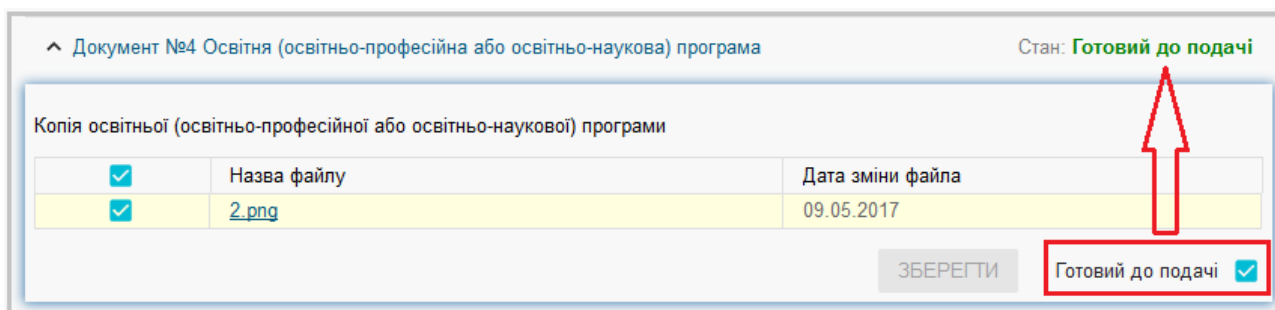 Документ №4 Освітня (освітньо-професійна або освітньо-наукова) програма Стан: Готовий до подачі
Копія освітньої (освітньо-професійної або освітньо-наукової) програми
Назва файлу Дата зміни файла
2.png 09.05.2017
ЗБЕРЕГТИ Готовий до подачі